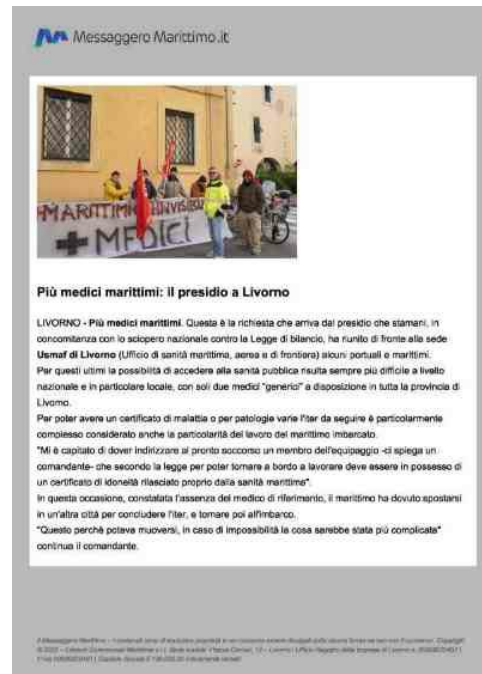 Messaggero Marittimo.it
MARITTIMI INVISIBILI
+ MEDICI
Più medici marittimi: il presidio a Livorno
LIVORNO - Più medici marittimi. Questa è la richiesta che arriva dal presidio che stamani, in
concomitanza con lo sciopero nazionale contro la Legge di bilancio, ha riunito di fronte alla sede
Usmaf di Livorno (Ufficio di sanità marittima, aerea e di frontiera) alcuni portuali e marittimi.
Per questi ultimi la possibilità di accedere alla sanità pubblica risulta sempre più difficile a livello
nazionale e in particolare locale, con soli due medici "generici" a disposizione in tutta la provincia di
Livorno.
Per poter avere un certificato di malattia o per patologie varie l'iter da seguire è particolarmente
complesso considerato anche la particolarità del lavoro del marittimo imbarcato.
"Mi è capitato di dover indirizzare al pronto soccorso un membro dell'equipaggio -ci spiega un
comandante- che secondo la legge per poter tornare a bordo a lavorare deve essere in possesso di
un certificato di idoneità rilasciato proprio dalla sanità marittima".
In questa occasione, constatata l'assenza del medico di riferimento, il marittimo ha dovuto spostarsi
in un'altra città per concludere l'iter, e tornare poi all'imbarco.
"Questo perchè poteva muoversi, in caso di impossibilità la cosa sarebbe stata più complicata"
continua il comandante.